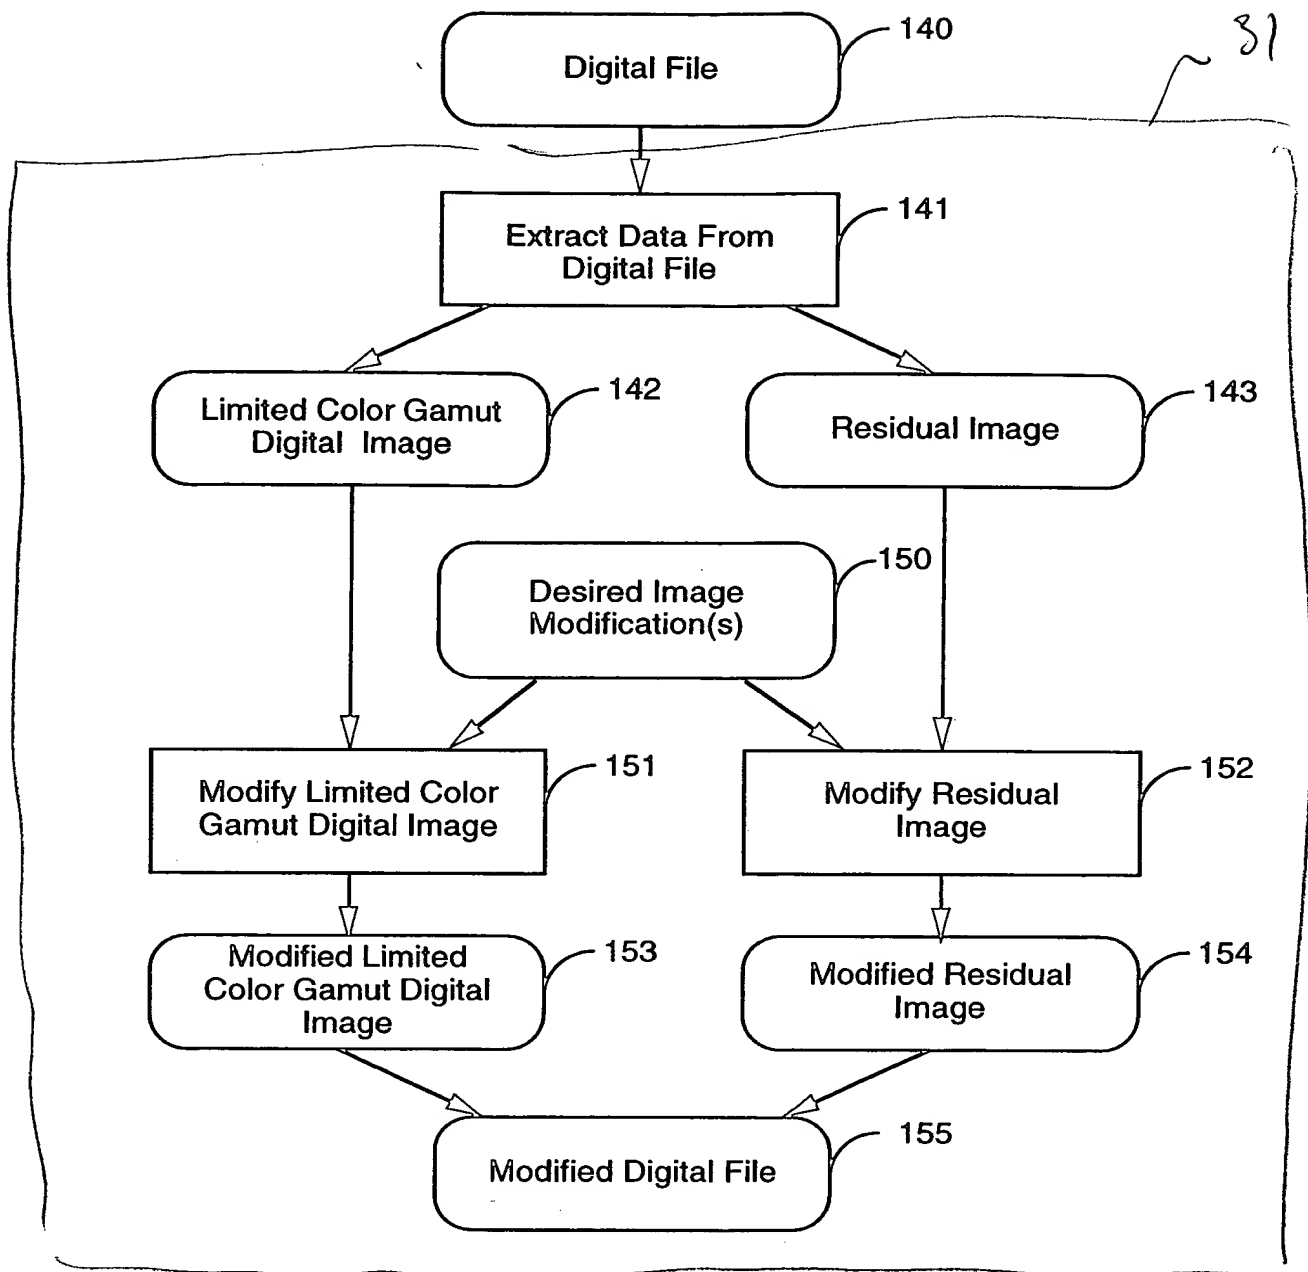 140
31
Digital File
141
Extract Data From
Digital File
142
143
Limited Color Gamut
Digital Image
Residual Image
150
Desired Image
Modification(s)
151
152
Modify Limited Color
Gamut Digital Image
Modify Residual
Image
153
154
Modified Limited
Color Gamut Digital
Image
Modified Residual
Image
155
Modified Digital File